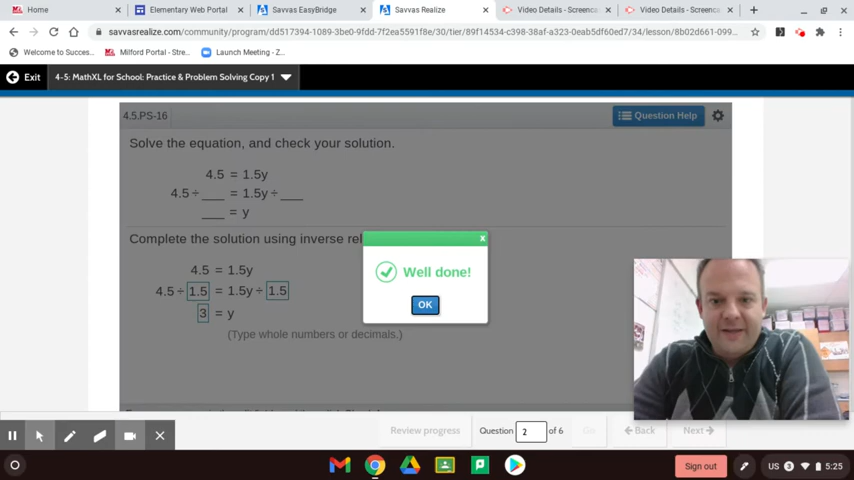 Home
Elementary Web Portal
Savvas EasyBridge
Savvas Realize
Video Details - Screenca
Video Details - Screenca
savvasrealize.com/community/program/dd517394-1089-3be0-9fdd-7f2ea5591f8e/30/tier/89f14534-c398-38af-a323-0eab5df60ed7/34/lesson/8b02d661-099...
Welcome to Succes...
Milford Portal - Stre...
Launch Meeting - Z...
Exit
4-5: MathXL for School: Practice & Problem Solving Copy 1
4.5.PS-16
Question Help
Solve the equation, and check your solution.
4.5 = 1.5y
4.5 ÷ ___ = 1.5y ÷ ___
___ = y
Complete the solution using inverse rel
4.5 = 1.5y
4.5 ÷ 1.5 = 1.5y ÷ 1.5
3 = y
(Type whole numbers or decimals.)
x
Well done!
OK
Review progress
Question 2 of 6
Go
Back
Next
Sign out
US 3 5:25